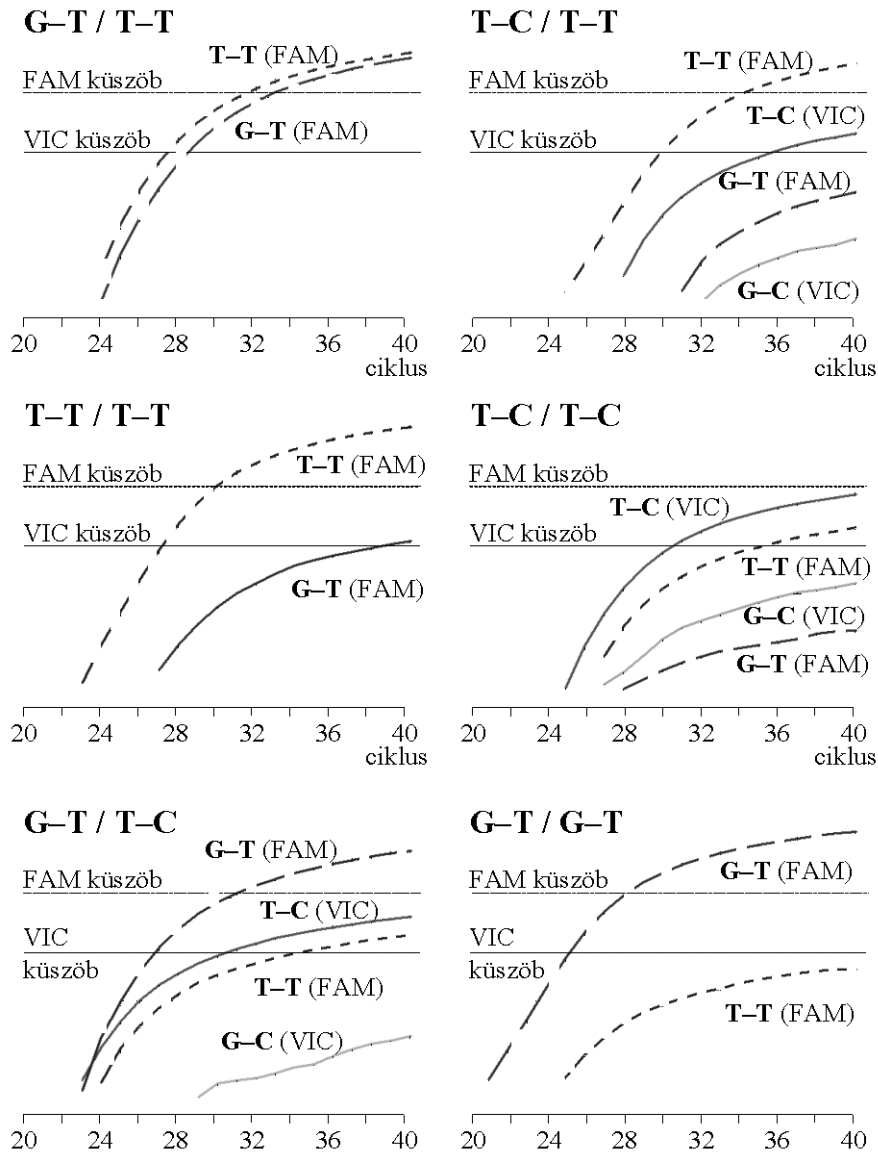 G–T / T–T
T–T (FAM)
FAM küszöb
G–T (FAM)
VIC küszöb
20 24 28 32 36 40
ciklus
T–C / T–T
T–T (FAM)
FAM küszöb
T–C (VIC)
VIC küszöb
G–T (FAM)
G–C (VIC)
20 24 28 32 36 40
ciklus
T–T / T–T
T–T (FAM)
FAM küszöb
VIC küszöb
G–T (FAM)
20 24 28 32 36 40
ciklus
T–C / T–C
FAM küszöb
T–C (VIC)
VIC küszöb
T–T (FAM)
G–C (VIC)
G–T (FAM)
20 24 28 32 36 40
ciklus
G–T / T–C
G–T (FAM)
FAM küszöb
T–C (VIC)
VIC
küszöb
T–T (FAM)
G–C (VIC)
20 24 28 32 36 40
G–T / G–T
FAM küszöb
G–T (FAM)
VIC
küszöb
T–T (FAM)
20 24 28 32 36 40